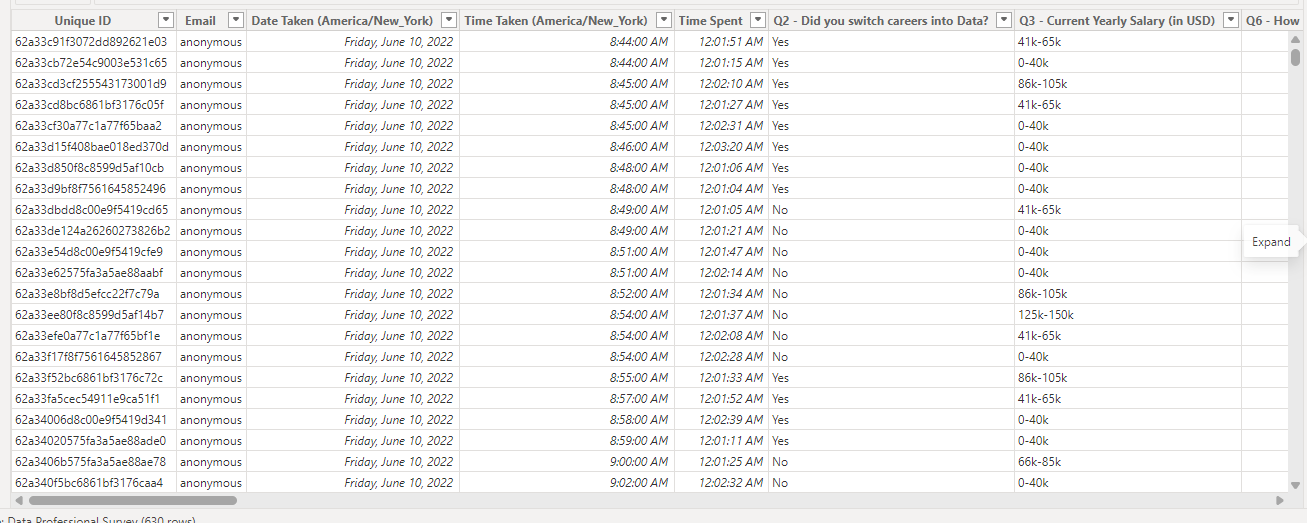 Unique ID Email Date Taken (America/New_York) Time Taken (America/New_York) Time Spent Q2 - Did you switch careers into Data? Q3 - Current Yearly Salary (in USD) Q6 - How
62a33c91f3072dd892621e03 anonymous Friday, June 10, 2022 8:44:00 AM 12:01:51 AM Yes 41k-65k
62a33cb72e54c9003e531c65 anonymous Friday, June 10, 2022 8:44:00 AM 12:01:15 AM Yes 0-40k
62a33cd3cf255543173001d9 anonymous Friday, June 10, 2022 8:45:00 AM 12:02:10 AM Yes 86k-105k
62a33cd8bc6861bf3176c05f anonymous Friday, June 10, 2022 8:45:00 AM 12:01:27 AM Yes 41k-65k
62a33cf30a77c1a77f65baa2 anonymous Friday, June 10, 2022 8:45:00 AM 12:02:31 AM Yes 0-40k
62a33d15f408bae018ed370d anonymous Friday, June 10, 2022 8:46:00 AM 12:03:20 AM Yes 0-40k
62a33d850f8c8599d5af10cb anonymous Friday, June 10, 2022 8:48:00 AM 12:01:06 AM Yes 0-40k
62a33d9bf8f7561645852496 anonymous Friday, June 10, 2022 8:48:00 AM 12:01:04 AM Yes 0-40k
62a33dbdd8c00e9f5419cd65 anonymous Friday, June 10, 2022 8:49:00 AM 12:01:05 AM No 41k-65k
62a33de124a26260273826b2 anonymous Friday, June 10, 2022 8:49:00 AM 12:01:21 AM No 0-40k
62a33e54d8c00e9f5419cfe9 anonymous Friday, June 10, 2022 8:51:00 AM 12:01:47 AM No 0-40k
Expand
62a33e62575fa3a5ae88aabf anonymous Friday, June 10, 2022 8:51:00 AM 12:02:14 AM No 0-40k
62a33e8bf8d5efcc22f7c79a anonymous Friday, June 10, 2022 8:52:00 AM 12:01:34 AM No 86k-105k
62a33ee80f8c8599d5af14b7 anonymous Friday, June 10, 2022 8:54:00 AM 12:01:37 AM No 125k-150k
62a33efe0a77c1a77f65bf1e anonymous Friday, June 10, 2022 8:54:00 AM 12:02:08 AM No 41k-65k
62a33f17f8f7561645852867 anonymous Friday, June 10, 2022 8:54:00 AM 12:02:28 AM No 0-40k
62a33f52bc6861bf3176c72c anonymous Friday, June 10, 2022 8:55:00 AM 12:01:33 AM Yes 86k-105k
62a33fa5cec54911e9ca51f1 anonymous Friday, June 10, 2022 8:57:00 AM 12:01:52 AM Yes 41k-65k
62a34006d8c00e9f5419d341 anonymous Friday, June 10, 2022 8:58:00 AM 12:02:39 AM Yes 0-40k
62a34020575fa3a5ae88ade0 anonymous Friday, June 10, 2022 8:59:00 AM 12:01:11 AM Yes 0-40k
62a3406b575fa3a5ae88ae78 anonymous Friday, June 10, 2022 9:00:00 AM 12:01:25 AM No 66k-85k
62a340f5bc6861bf3176caa4 anonymous Friday, June 10, 2022 9:02:00 AM 12:02:32 AM No 0-40k
: Data Professional Survey (630 rows)